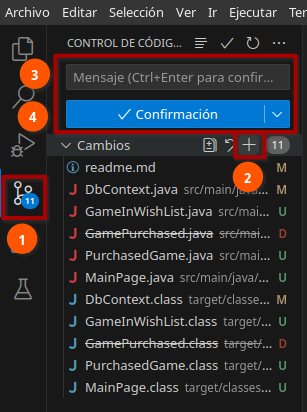 Archivo Editar Selección Ver Ir Ejecutar Ter
CONTROL DE CÓDIG...
3
Mensaje (Ctrl+Enter para confir...
4
Confirmación
Cambios 11
2
readme.md M
DbContext.java src/main/java/... M
11
GameInWishList.java src/mai... U
GamePurchased.java src/mai... D
1
PurchasedGame.java src/mai... U
MainPage.java src/main/java/... U
DbContext.class target/classe... M
GameInWishList.class target/... U
GamePurchased.class target/... D
PurchasedGame.class target/... U
MainPage.class target/classes... U